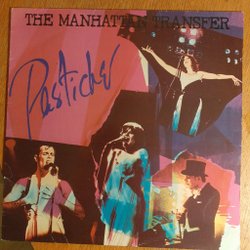 THE MANHATTAN TRANSFER
Pastiche